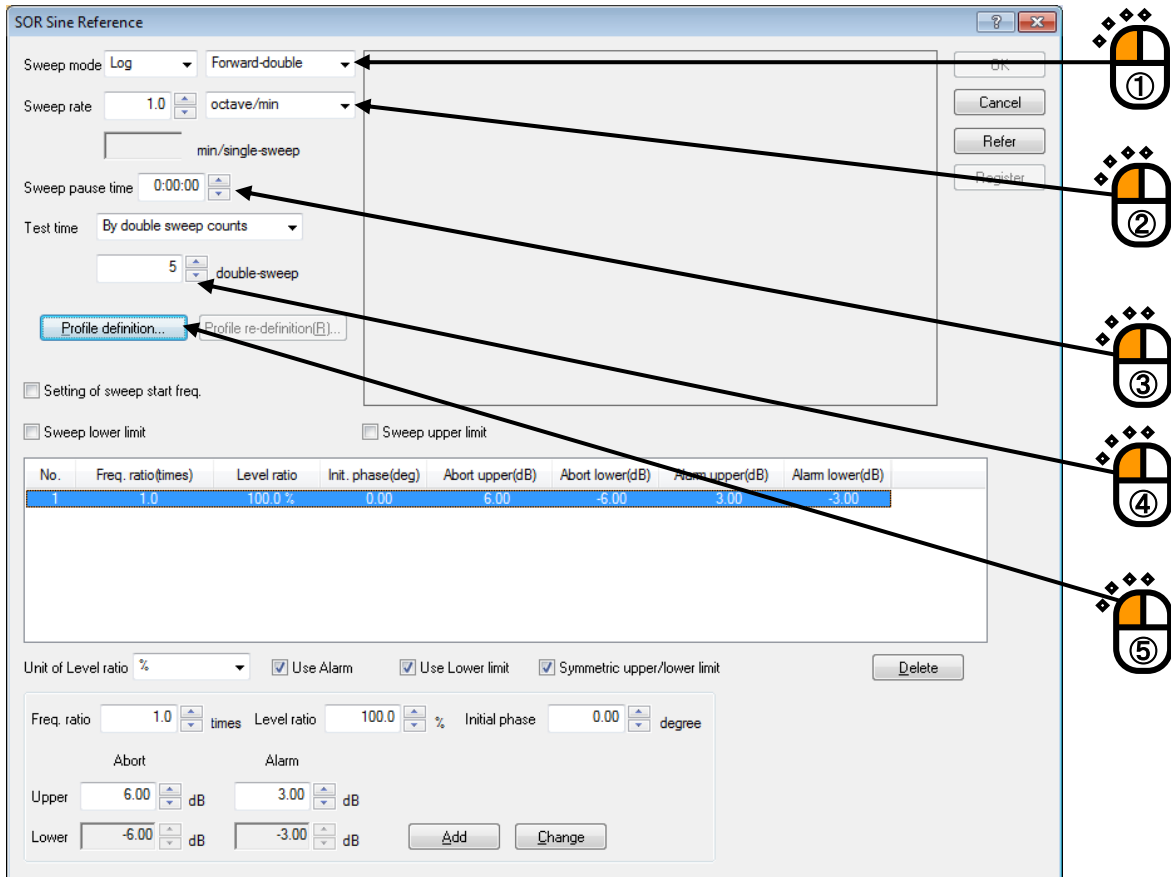 SOR Sine Reference
Sweep mode Log Forward-double OK
Sweep rate 1.0 octave/min Cancel
①
min/single-sweep Refer
Sweep pause time 0:00:00 Register
②
Test time By double sweep counts
5 double-sweep
Profile definition... Profile re-definition(R)...
③
Setting of sweep start freq.
Sweep lower limit Sweep upper limit
No. Freq. ratio(times) Level ratio Init. phase(deg) Abort upper(dB) Abort lower(dB) Alarm upper(dB) Alarm lower(dB)
1 1.0 100.0 % 0.00 6.00 -6.00 3.00 -3.00
④
⑤
Unit of Level ratio % Use Alarm Use Lower limit Symmetric upper/lower limit Delete
Freq. ratio 1.0 times Level ratio 100.0 % Initial phase 0.00 degree
Abort Alarm
Upper 6.00 dB 3.00 dB
Lower -6.00 dB -3.00 dB Add Change